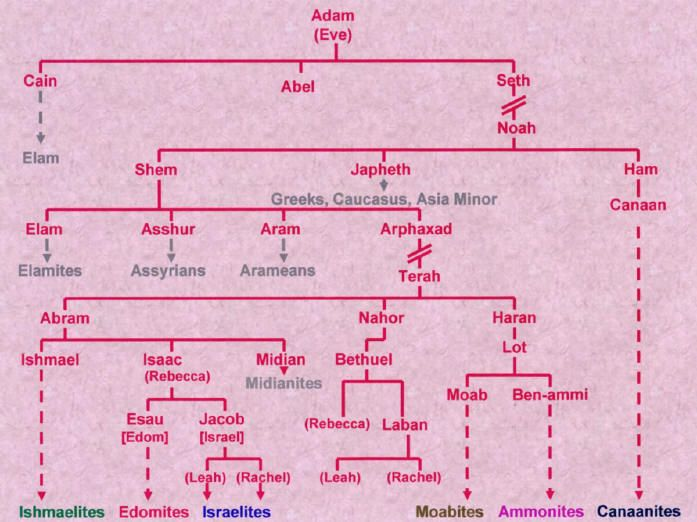 Adam
(Eve)
Cain
Abel
Seth
Noah
Elam
Shem
Japheth
Ham
Greeks, Caucasus, Asia Minor
Canaan
Elam
Asshur
Aram
Arphaxad
Elamites
Assyrians
Arameans
Terah
Abram
Nahor
Haran
Ishmael
Isaac
(Rebecca)
Midian
Midianites
Bethuel
Lot
Moab
Ben-ammi
Esau
[Edom]
Jacob
[Israel]
(Rebecca)
Laban
(Leah)
(Rachel)
(Leah)
(Rachel)
Ishmaelites
Edomites
Israelites
Moabites
Ammonites
Canaanites